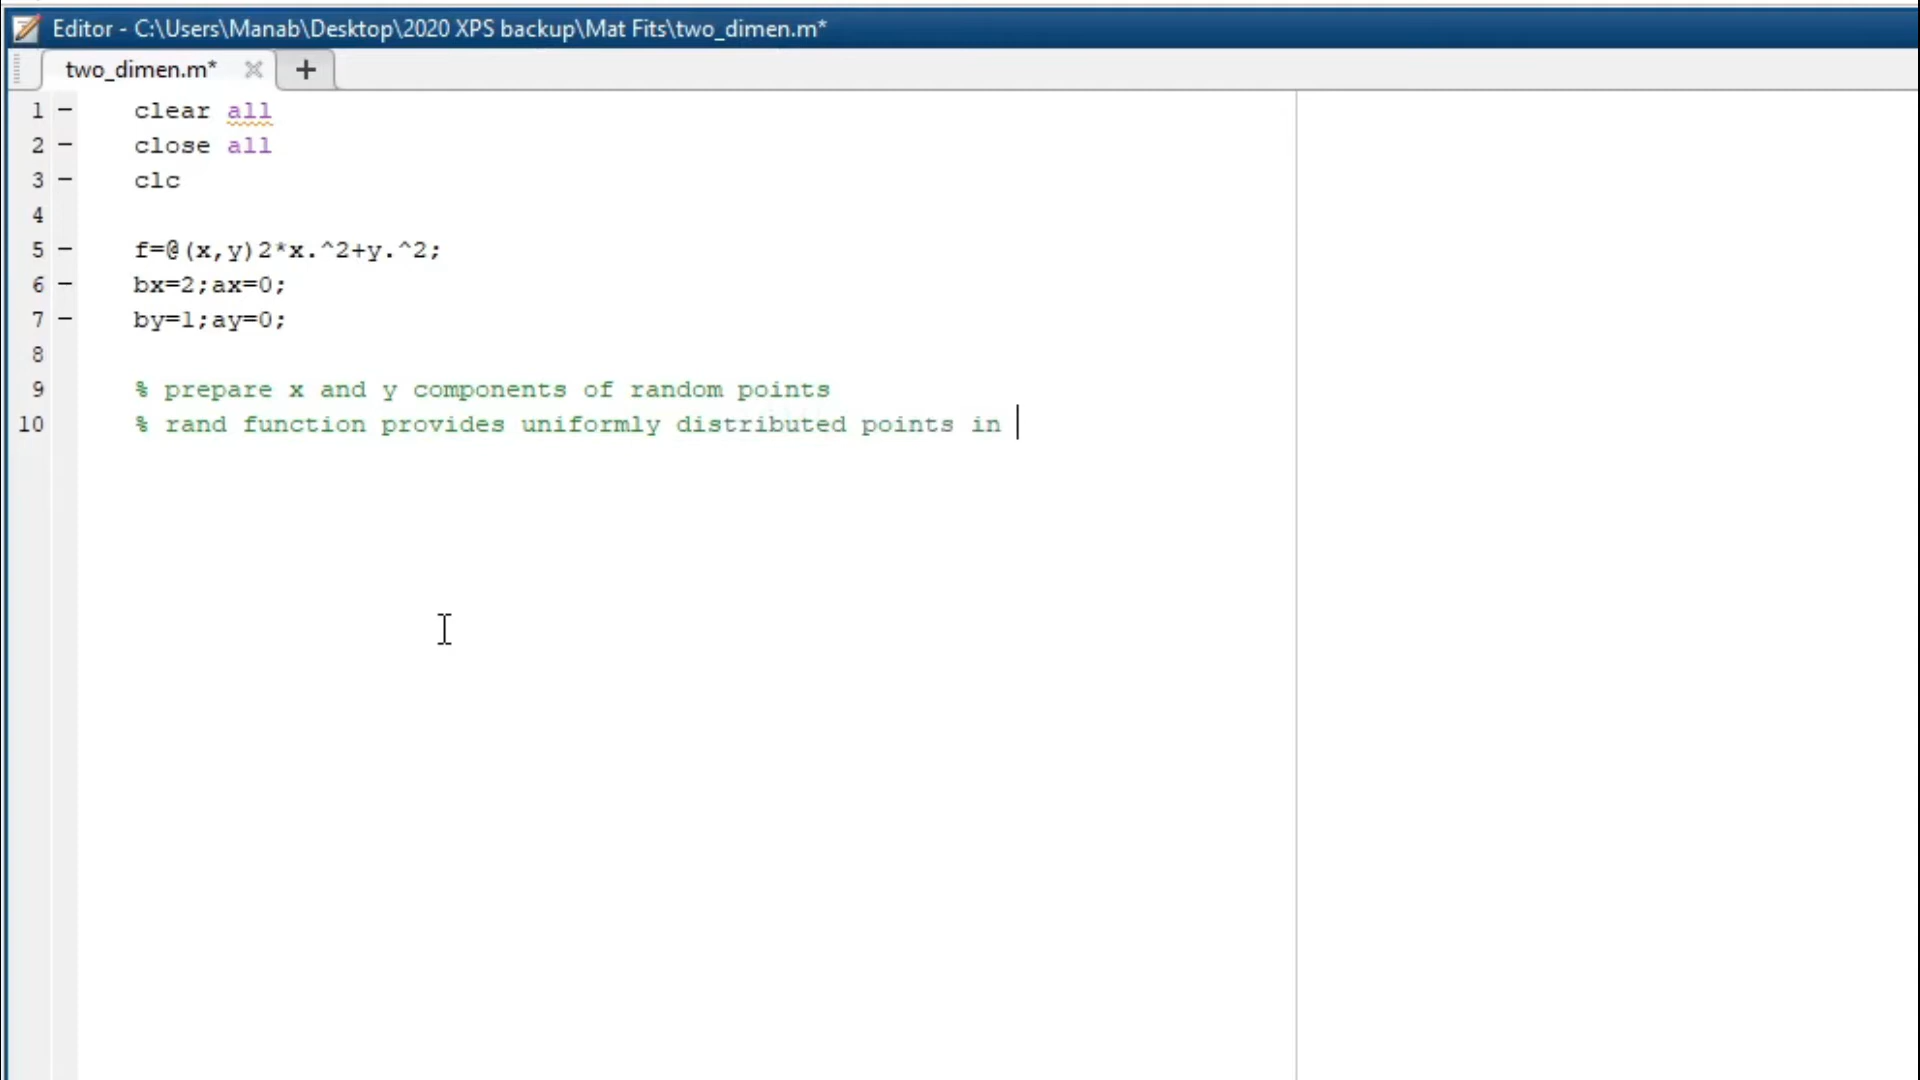 Editor - C:\Users\Manab\Desktop\2020 XPS backup\Mat Fits\two_dimen.m*
two_dimen.m*
1 clear all
2 close all
3 clc
4
5 f=@(x,y)2*x.^2+y.^2;
6 bx=2;ax=0;
7 by=1;ay=0;
8
9 % prepare x and y components of random points
10 % rand function provides uniformly distributed points in